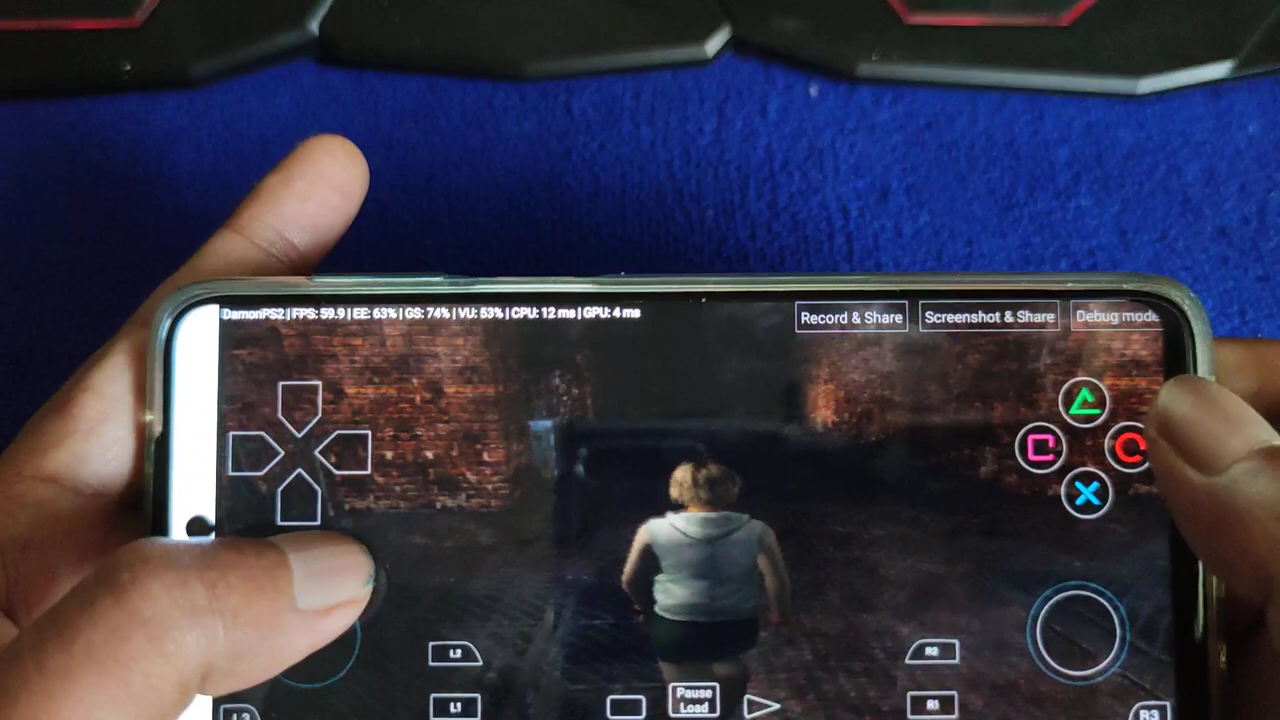 DamonPS2 | FPS: 59.9 | EE: 63% | GS: 74% | VU: 53% | CPU: 12 ms | GPU: 4 ms
Record & Share
Screenshot & Share
Debug mode
L2
R2
Pause
Load
L1
R1
L3
R3